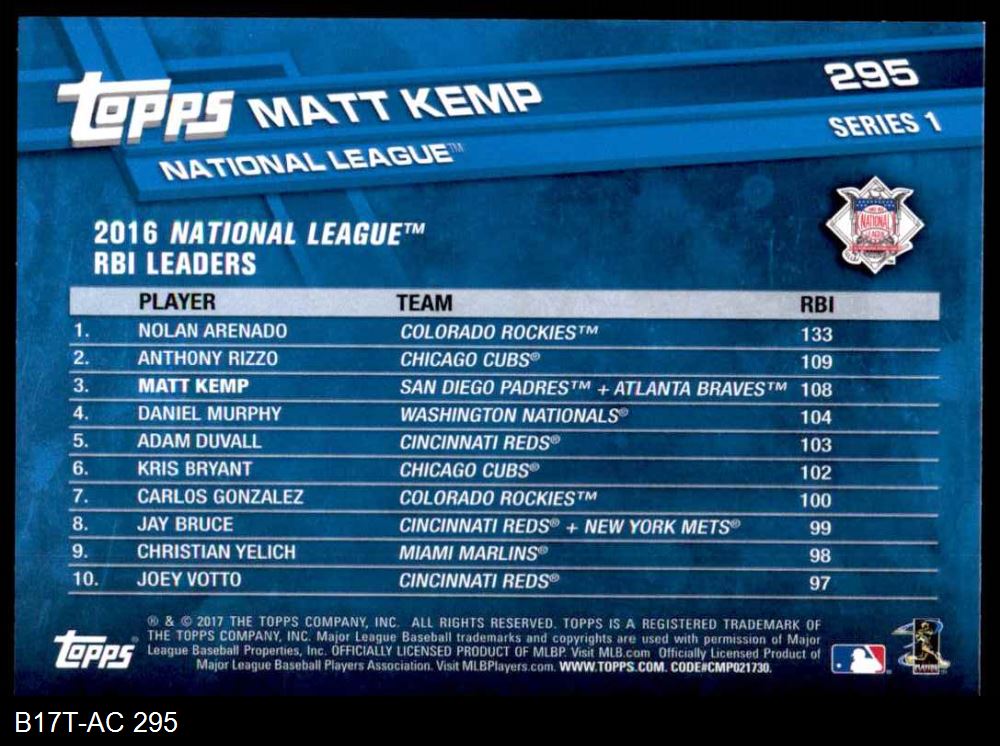 TOPPS MATT KEMP 295
NATIONAL LEAGUE™ SERIES 1
2016 NATIONAL LEAGUE™
RBI LEADERS
NATIONAL
PLAYER TEAM RBI
1. NOLAN ARENADO COLORADO ROCKIES™ 133
2. ANTHONY RIZZO CHICAGO CUBS® 109
3. MATT KEMP SAN DIEGO PADRES™ + ATLANTA BRAVES™ 108
4. DANIEL MURPHY WASHINGTON NATIONALS® 104
5. ADAM DUVALL CINCINNATI REDS® 103
6. KRIS BRYANT CHICAGO CUBS® 102
7. CARLOS GONZALEZ COLORADO ROCKIES™ 100
8. JAY BRUCE CINCINNATI REDS® + NEW YORK METS® 99
9. CHRISTIAN YELICH MIAMI MARLINS® 98
10. JOEY VOTTO CINCINNATI REDS® 97
TOPPS®
® & © 2017 THE TOPPS COMPANY, INC. ALL RIGHTS RESERVED. TOPPS IS A REGISTERED TRADEMARK OF
THE TOPPS COMPANY, INC. Major League Baseball trademarks and copyrights are used with permission of Major
League Baseball Properties, Inc. OFFICIALLY LICENSED PRODUCT OF MLBP. Visit MLB.com Officially Licensed Product of
Major League Baseball Players Association. Visit MLBPlayers.com. WWW.TOPPS.COM. CODE#CMP021730.
B17T-AC 295